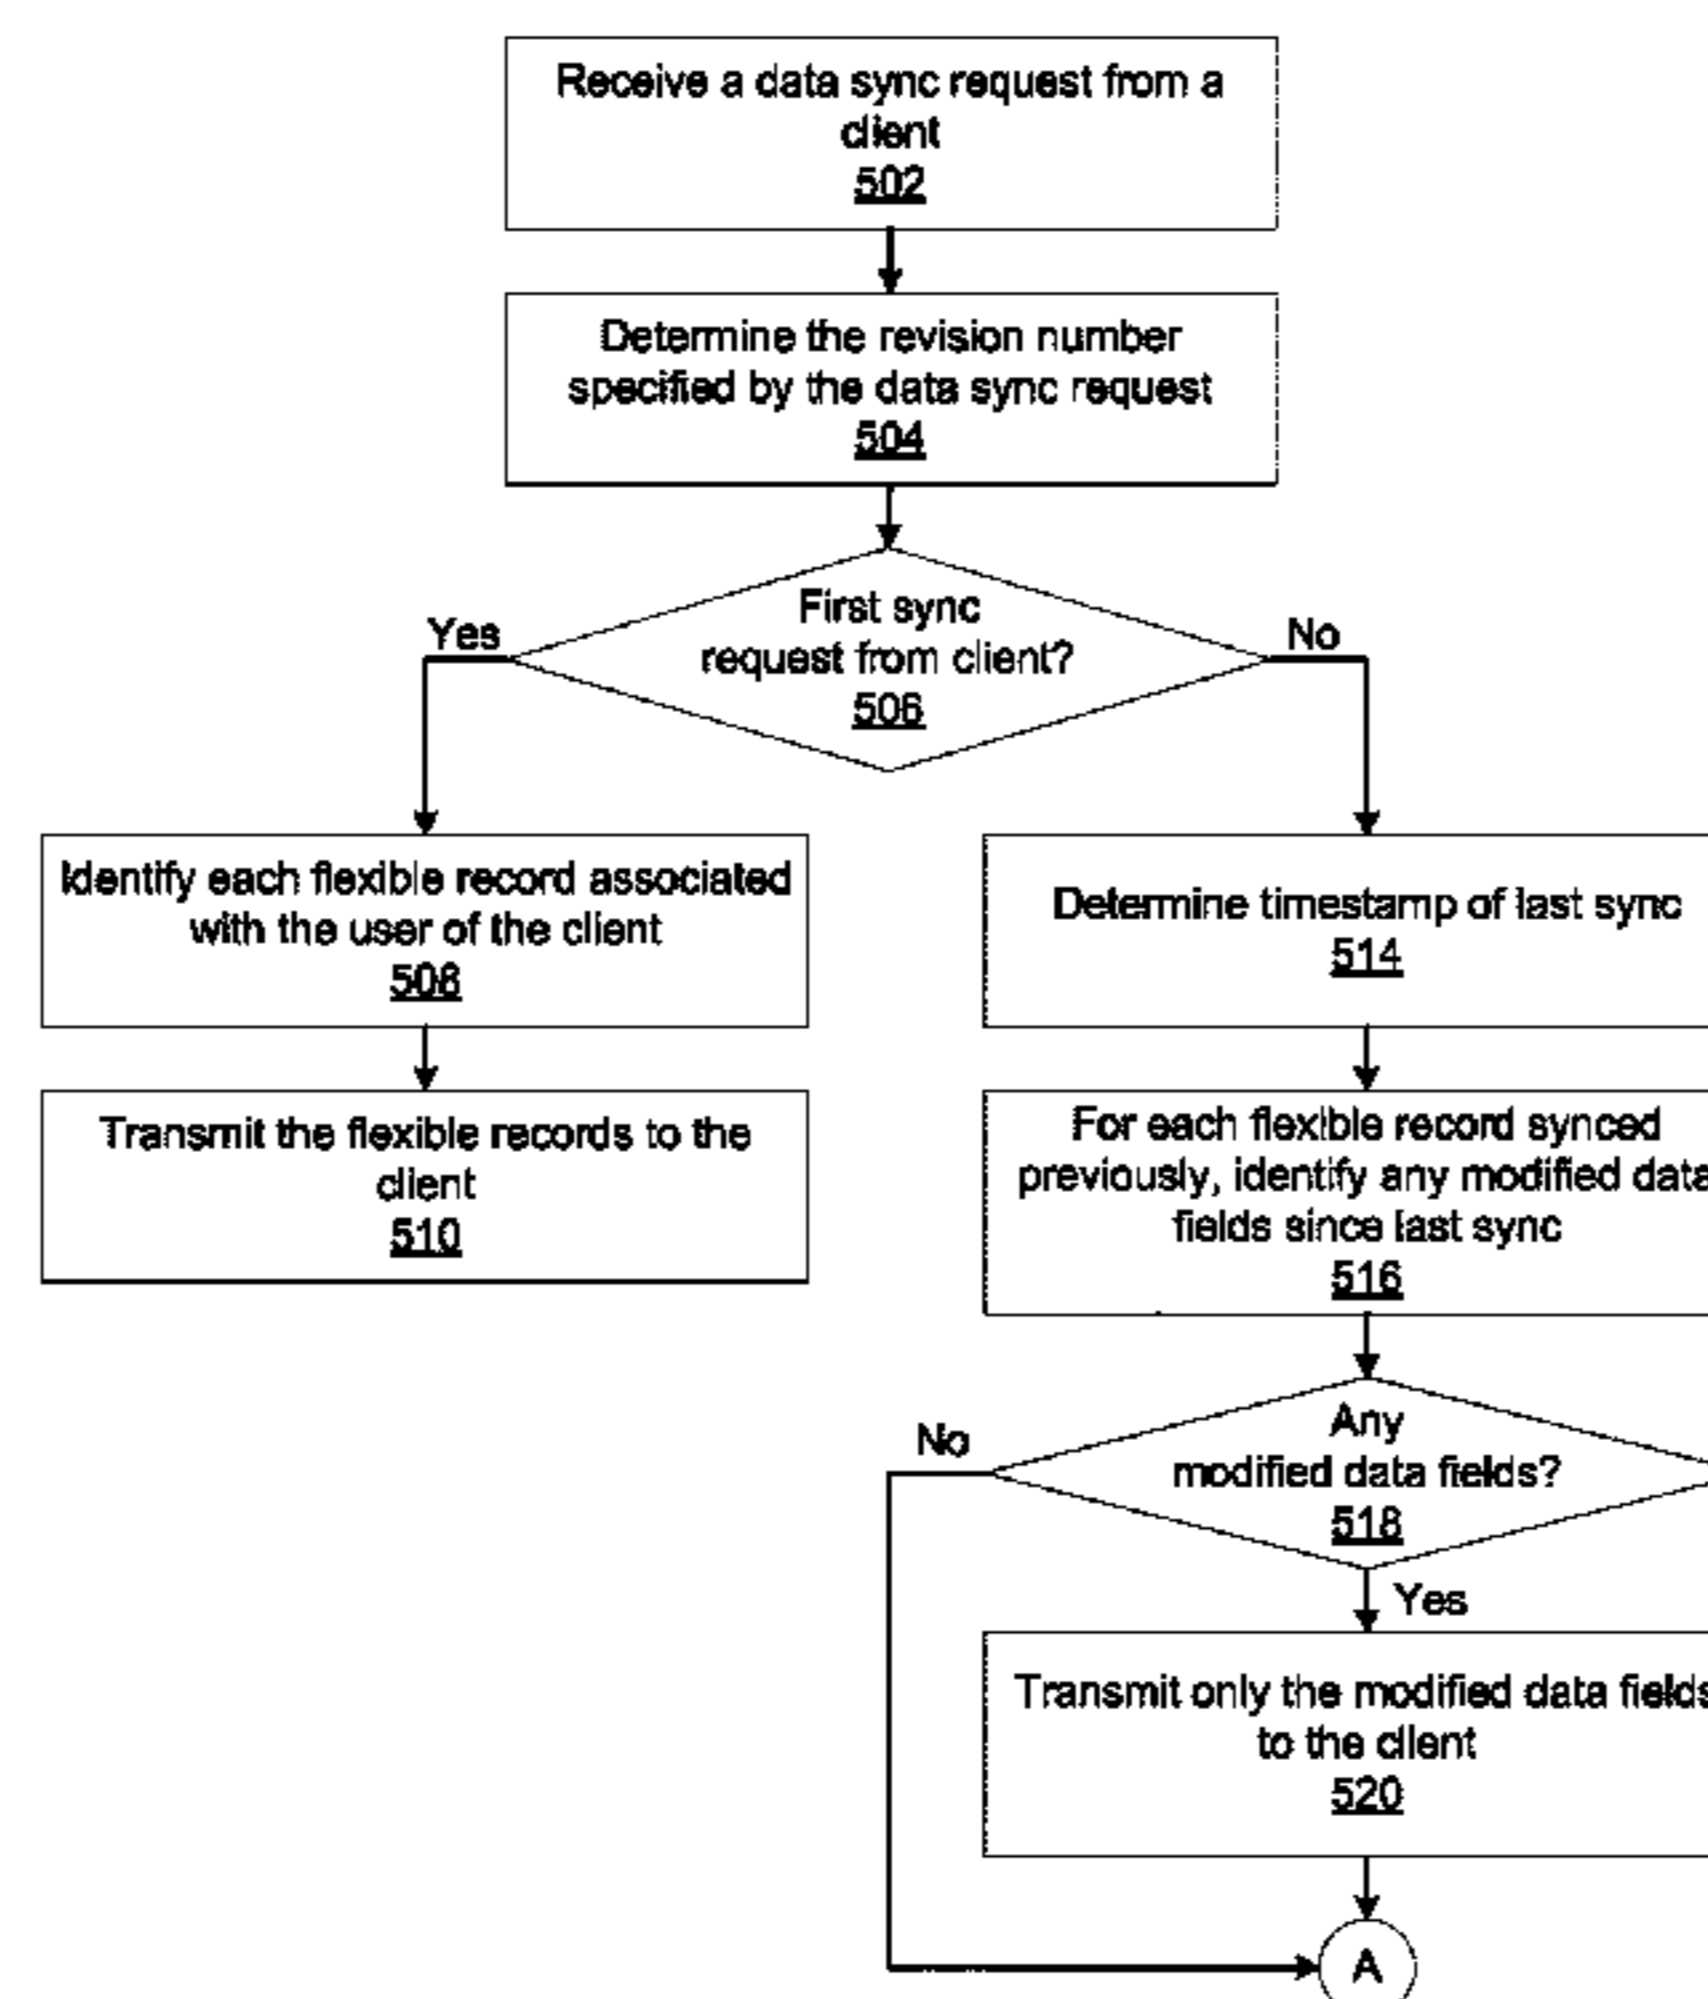 Receive a data sync request from a
client
502
Determine the revision number
specified by the data sync request
504
First sync
request from client?
506
Yes
No
Identify each flexible record associated
with the user of the client
508
Transmit the flexible records to the
client
510
Determine timestamp of last sync
514
For each flexible record synced
previously, identify any modified data
fields since last sync
516
Any
modified data fields?
518
No
Yes
Transmit only the modified data fields
to the client
520
A